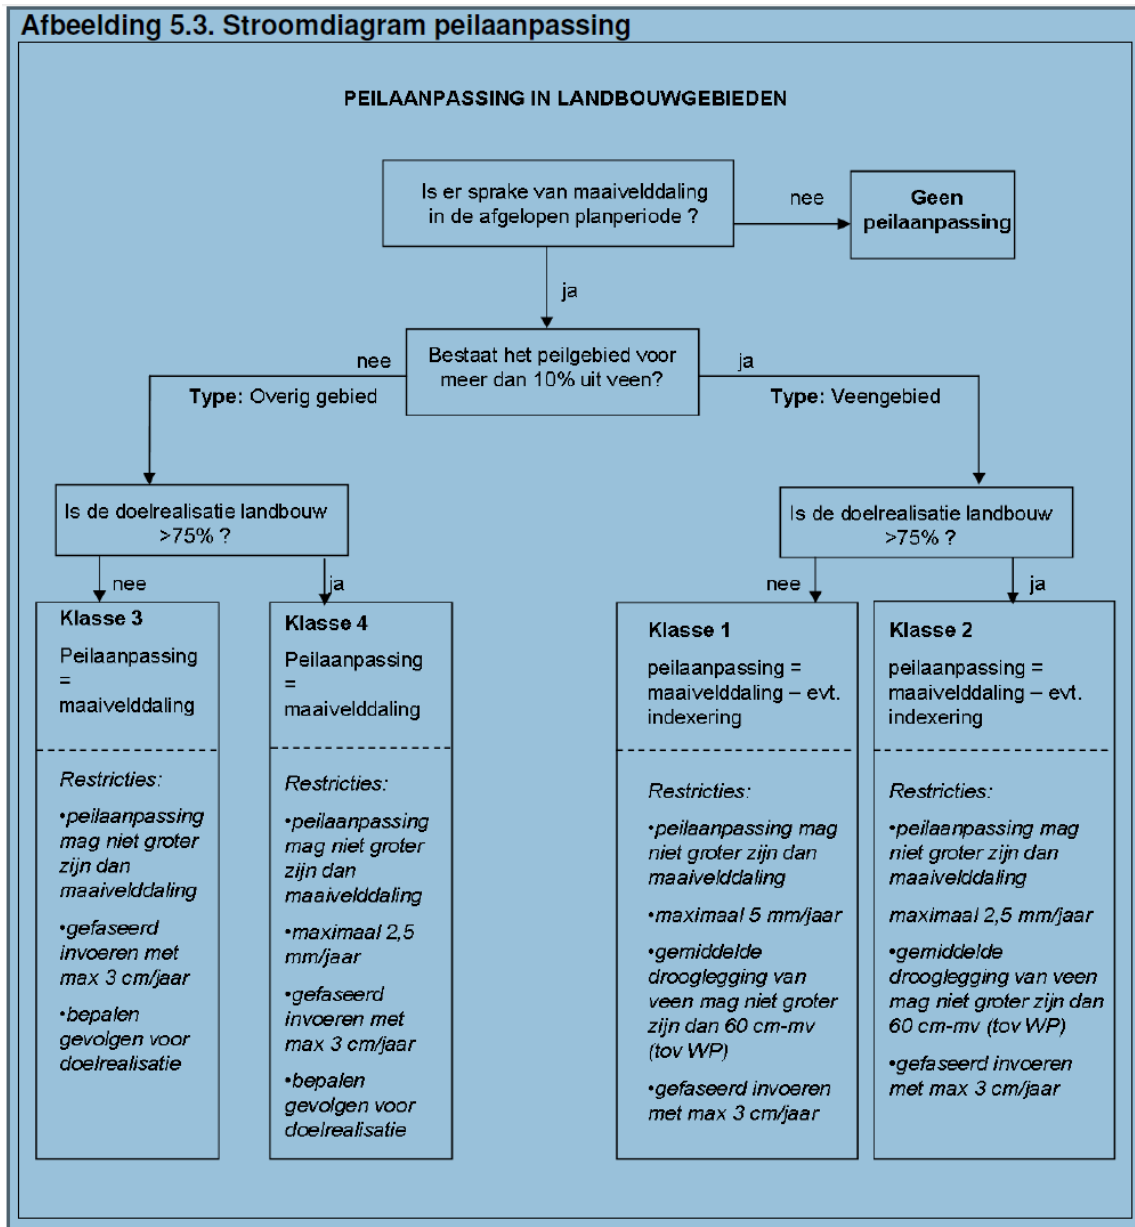 Afbeelding 5.3. Stroomdiagram peilaanpassing
PEILAANPASSING IN LANDBOUWGEBIEDEN
Is er sprake van maaivelddaling
in de afgelopen planperiode ?
nee
Geen
peilaanpassing
ja
Bestaat het peilgebied voor
meer dan 10% uit veen?
nee
Type: Overig gebied
ja
Type: Veengebied
Is de doelrealisatie landbouw
>75% ?
nee
ja
Klasse 3
Peilaanpassing
=
maaivelddaling
Restricties:
•peilaanpassing
mag niet groter
zijn dan
maaivelddaling
•gefaseerd
invoeren met
max 3 cm/jaar
•bepalen
gevolgen voor
doelrealisatie
Klasse 4
Peilaanpassing
=
maaivelddaling
Restricties:
•peilaanpassing
mag niet groter
zijn dan
maaivelddaling
•maximaal 2,5
mm/jaar
•gefaseerd
invoeren met
max 3 cm/jaar
•bepalen
gevolgen voor
doelrealisatie
Is de doelrealisatie landbouw
>75% ?
nee
ja
Klasse 1
peilaanpassing =
maaivelddaling – evt.
indexering
Restricties:
•peilaanpassing mag
niet groter zijn dan
maaivelddaling
•maximaal 5 mm/jaar
•gemiddelde
drooglegging van
veen mag niet groter
zijn dan 60 cm-mv
(tov WP)
•gefaseerd invoeren
met max 3 cm/jaar
Klasse 2
peilaanpassing =
maaivelddaling – evt.
indexering
Restricties:
•peilaanpassing mag
niet groter zijn dan
maaivelddaling
maximaal 2,5 mm/jaar
•gemiddelde
drooglegging van veen
mag niet groter zijn dan
60 cm-mv (tov WP)
•gefaseerd invoeren
met max 3 cm/jaar